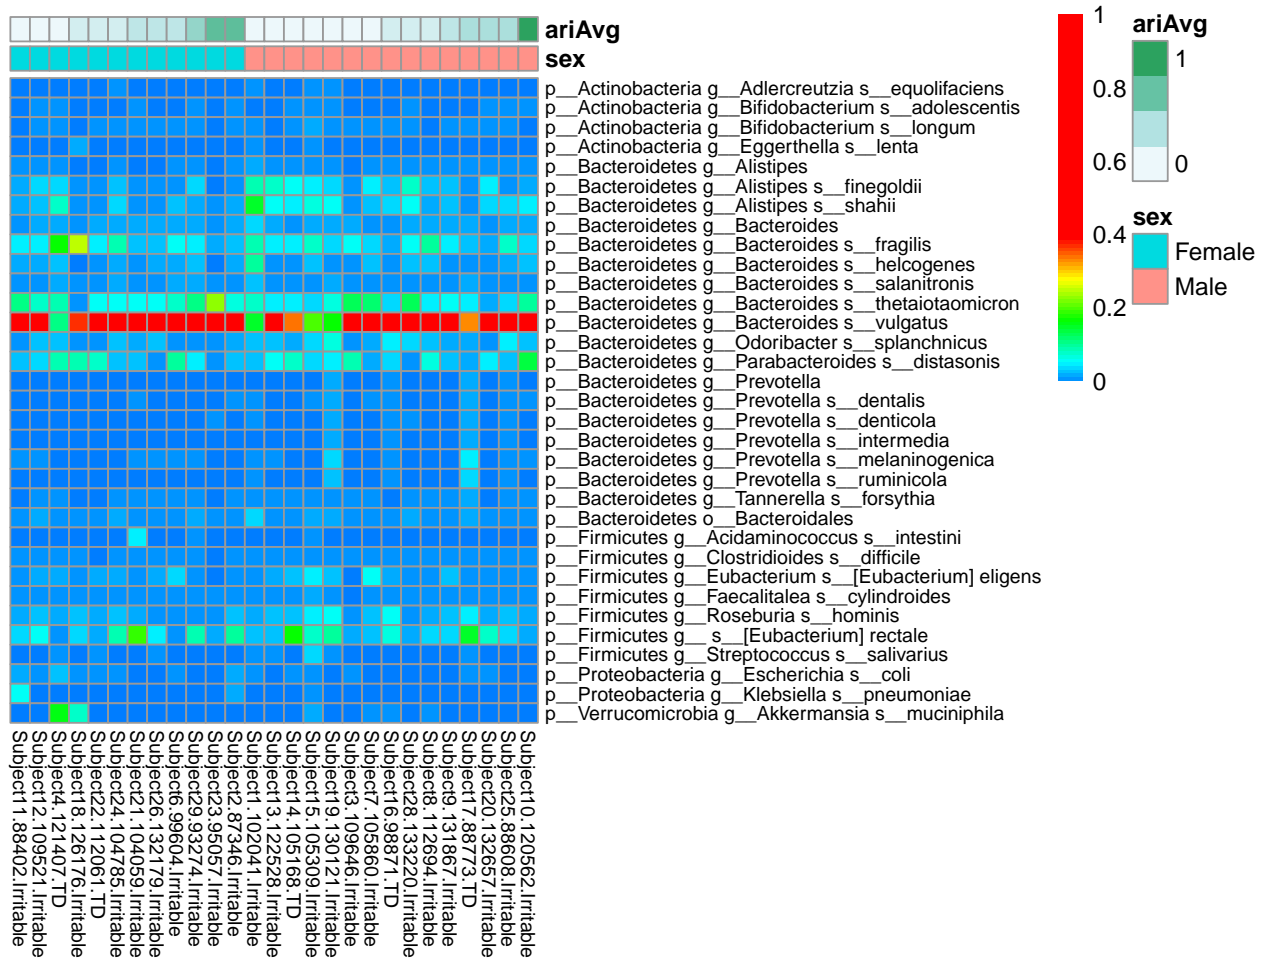 ariAvg
sex
p__Actinobacteria g__Adlercreutzia s__equolifaciens
p__Actinobacteria g__Bifidobacterium s__adolescentis
p__Actinobacteria g__Bifidobacterium s__longum
p__Actinobacteria g__Eggerthella s__lenta
p__Bacteroidetes g__Alistipes
p__Bacteroidetes g__Alistipes s__finegoldii
p__Bacteroidetes g__Alistipes s__shahii
p__Bacteroidetes g__Bacteroides
p__Bacteroidetes g__Bacteroides s__fragilis
p__Bacteroidetes g__Bacteroides s__helcogenes
p__Bacteroidetes g__Bacteroides s__salanitronis
p__Bacteroidetes g__Bacteroides s__thetaiotaomicron
p__Bacteroidetes g__Bacteroides s__vulgatus
p__Bacteroidetes g__Odoribacter s__splanchnicus
p__Bacteroidetes g__Parabacteroides s__distasonis
p__Bacteroidetes g__Prevotella
p__Bacteroidetes g__Prevotella s__dentalis
p__Bacteroidetes g__Prevotella s__denticola
p__Bacteroidetes g__Prevotella s__intermedia
p__Bacteroidetes g__Prevotella s__melaninogenica
p__Bacteroidetes g__Prevotella s__ruminicola
p__Bacteroidetes g__Tannerella s__forsythia
p__Bacteroidetes o__Bacteroidales
p__Firmicutes g__Acidaminococcus s__intestini
p__Firmicutes g__Clostridioides s__difficile
p__Firmicutes g__Eubacterium s__[Eubacterium] eligens
p__Firmicutes g__Faecalitalea s__cylindroides
p__Firmicutes g__Roseburia s__hominis
p__Firmicutes g__ s__[Eubacterium] rectale
p__Firmicutes g__Streptococcus s__salivarius
p__Proteobacteria g__Escherichia s__coli
p__Proteobacteria g__Klebsiella s__pneumoniae
p__Verrucomicrobia g__Akkermansia s__muciniphila
Subject11.88402.Irritable
Subject12.109521.Irritable
Subject4.121407.TD
Subject18.126176.Irritable
Subject22.112061.TD
Subject24.104785.Irritable
Subject21.104059.Irritable
Subject26.132179.Irritable
Subject6.99604.Irritable
Subject29.93274.Irritable
Subject23.95057.Irritable
Subject2.87346.Irritable
Subject1.102041.Irritable
Subject13.122528.Irritable
Subject14.105168.TD
Subject15.105309.Irritable
Subject19.130121.Irritable
Subject3.109646.Irritable
Subject7.105860.Irritable
Subject16.98871.TD
Subject28.133220.Irritable
Subject8.112694.Irritable
Subject9.131867.Irritable
Subject17.88773.TD
Subject20.132657.Irritable
Subject25.88608.Irritable
Subject10.120562.Irritable
1
0.8
0.6
0.4
0.2
0
ariAvg
1
0
sex
Female
Male